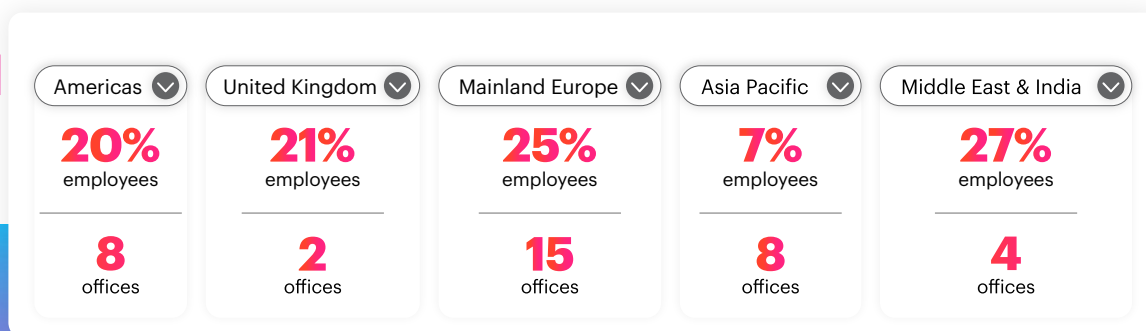 Americas
20%
employees
8
offices
United Kingdom
21%
employees
2
offices
Mainland Europe
25%
employees
15
offices
Asia Pacific
7%
employees
8
offices
Middle East & India
27%
employees
4
offices